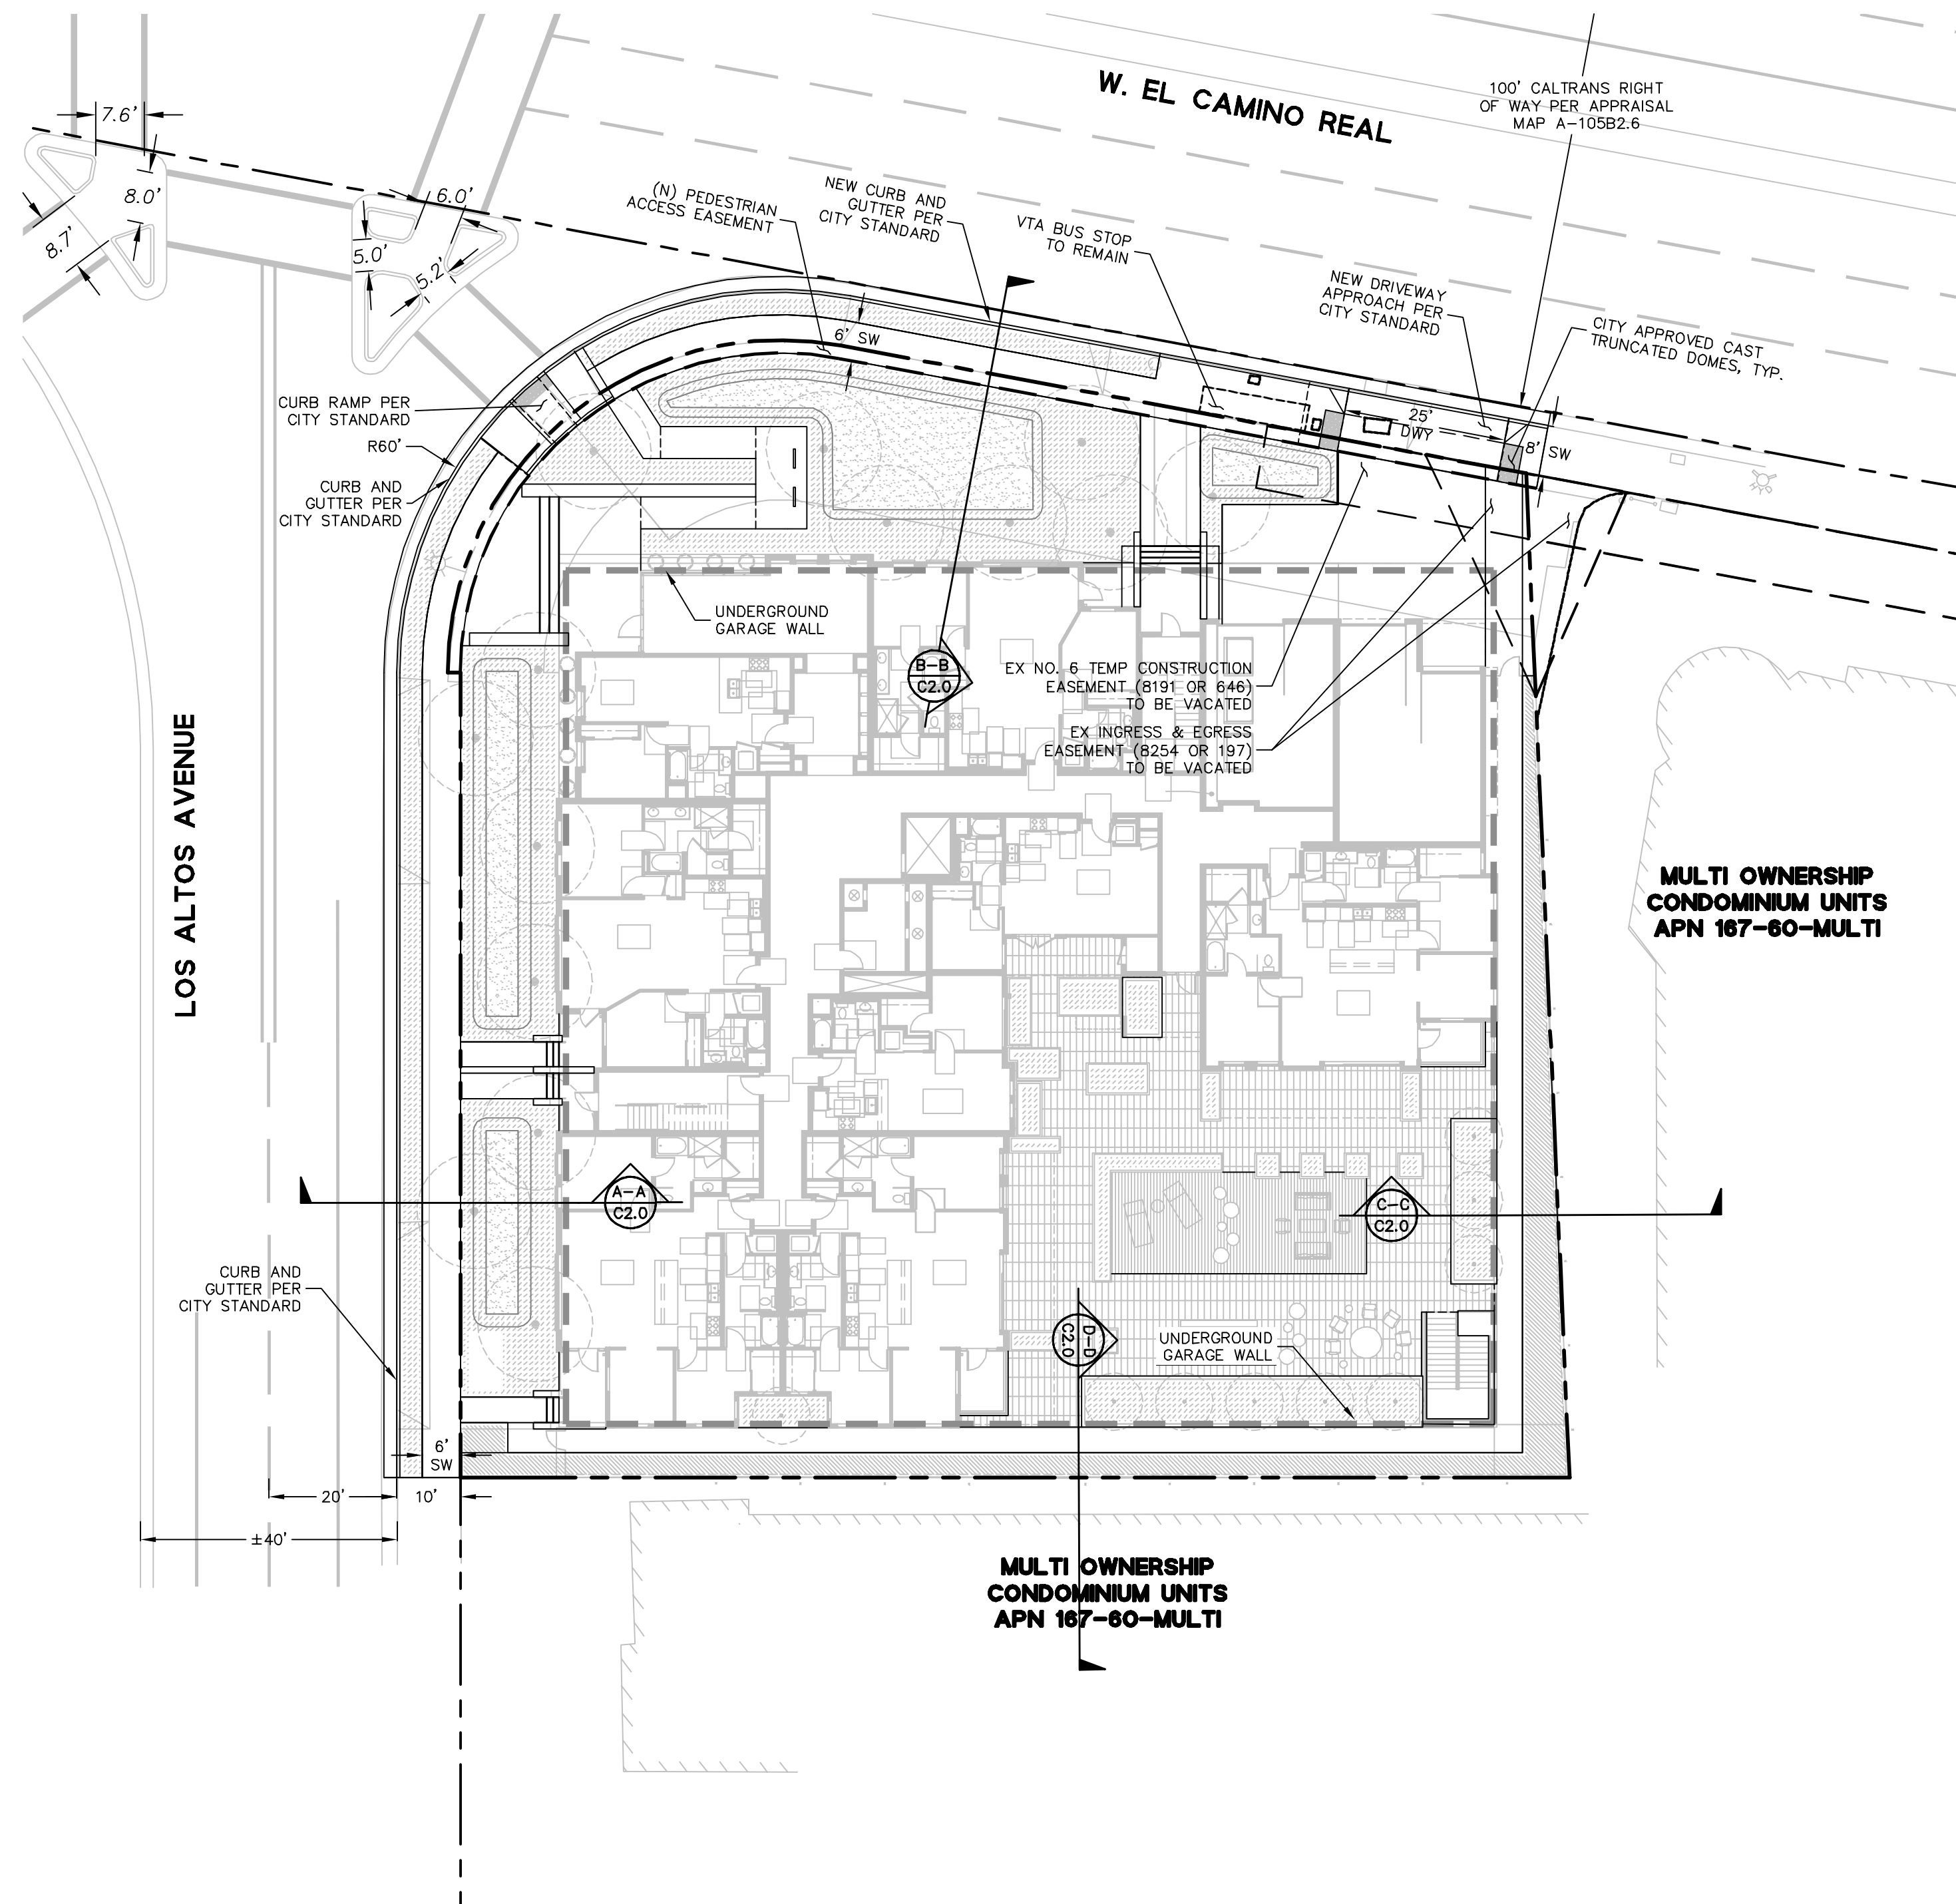 W. EL CAMINO REAL
100' CALTRANS RIGHT
OF WAY PER APPRAISAL
MAP A-105B2.6
7.6'
8.0'
8.7'
6.0'
5.0'
5.2'
(N) PEDESTRIAN
ACCESS EASEMENT
NEW CURB AND
GUTTER PER
CITY STANDARD
VTA BUS STOP
TO REMAIN
NEW DRIVEWAY
APPROACH PER
CITY STANDARD
CITY APPROVED CAST
TRUNCATED DOMES, TYP.
6' SW
25'
DWY
8' SW
CURB RAMP PER
CITY STANDARD
R60'
CURB AND
GUTTER PER
CITY STANDARD
UNDERGROUND
GARAGE WALL
B-B
C2.0
EX NO. 6 TEMP CONSTRUCTION
EASEMENT (8191 OR 646)
TO BE VACATED
EX INGRESS & EGRESS
EASEMENT (8254 OR 197)
TO BE VACATED
LOS ALTOS AVENUE
MULTI OWNERSHIP
CONDOMINIUM UNITS
APN 167-60-MULTI
A-A
C2.0
C-C
C2.0
CURB AND
GUTTER PER
CITY STANDARD
D-D
C2.0
UNDERGROUND
GARAGE WALL
6'
SW
20'
10'
±40'
MULTI OWNERSHIP
CONDOMINIUM UNITS
APN 167-60-MULTI